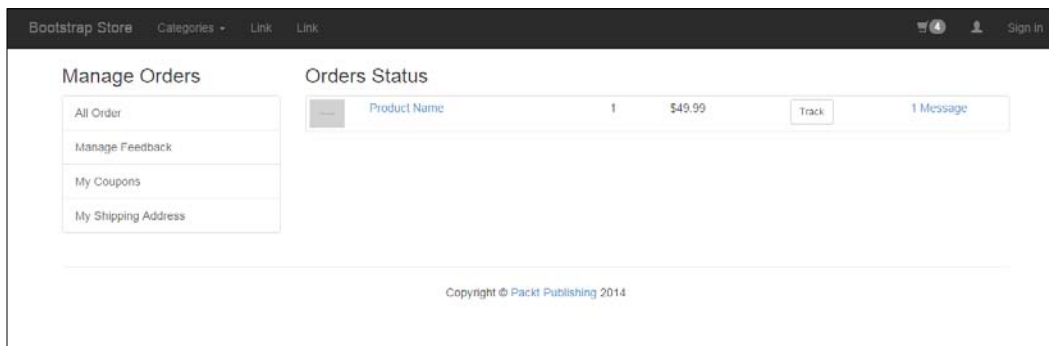 Bootstrap Store Categories Link Link 4 Sign in
Manage Orders
All Order
Manage Feedback
My Coupons
My Shipping Address
Orders Status
Product Name 1 $49.99 Track 1 Message
Copyright © Packt Publishing 2014